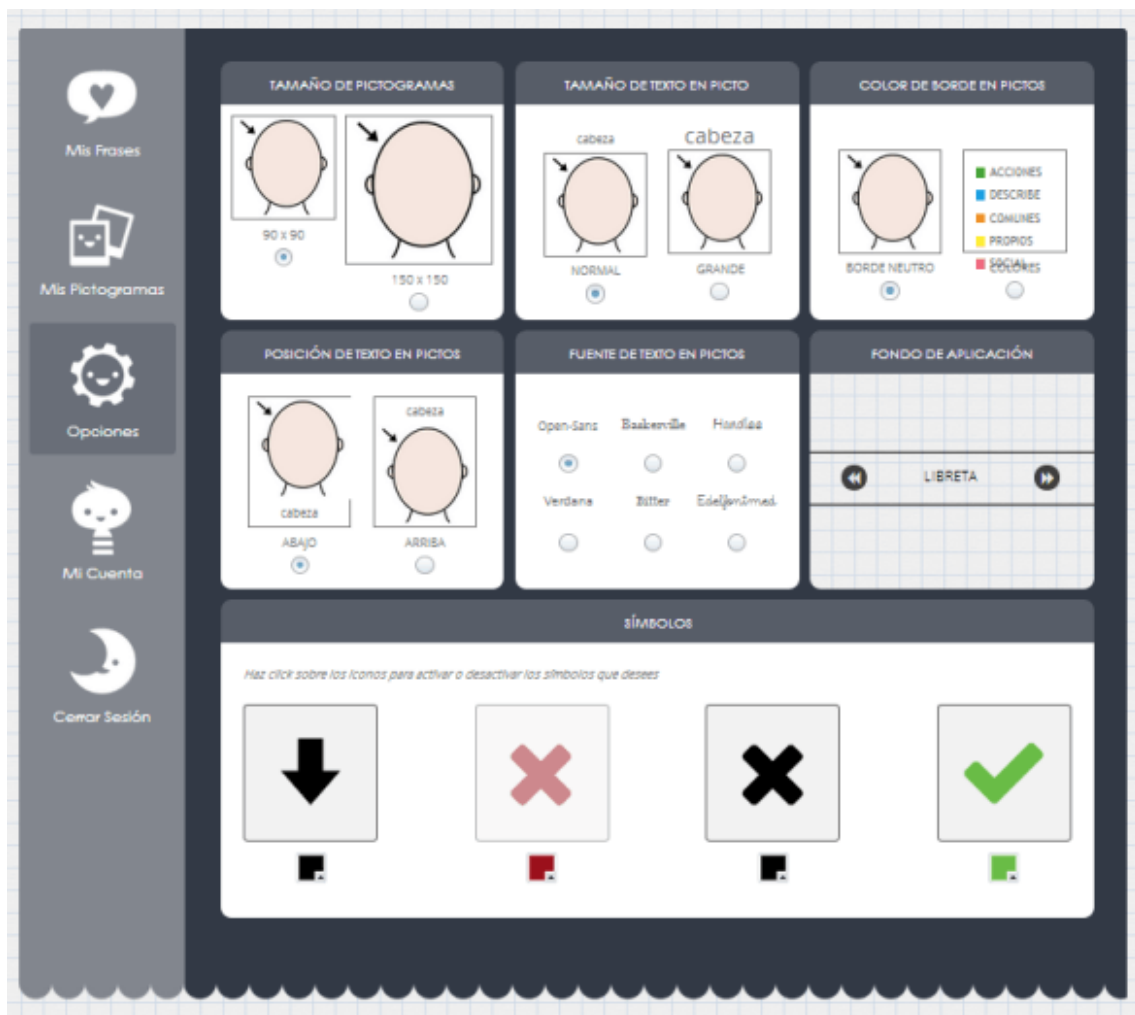 Mis Frases
Mis Pictogramas
Opciones
Mi Cuenta
Cerrar Sesión
TAMAÑO DE PICTOGRAMAS
90 x 90
150 x 150
TAMAÑO DE TEXTO EN PICTO
cabeza
cabeza
NORMAL
GRANDE
COLOR DE BORDE EN PICTOS
ACCIONES
DESCRIBE
COMUNES
PROPIOS
SOCIAL
BORDE NEUTRO
COLORES
POSICIÓN DE TEXTO EN PICTOS
cabeza
cabeza
ABAJO
ARRIBA
FUENTE DE TEXTO EN PICTOS
Open-Sans Baskerville Handlee
Verdana Bitter Edelfontmed
FONDO DE APLICACIÓN
LIBRETA
SÍMBOLOS
Haz click sobre los iconos para activar o desactivar los símbolos que desees